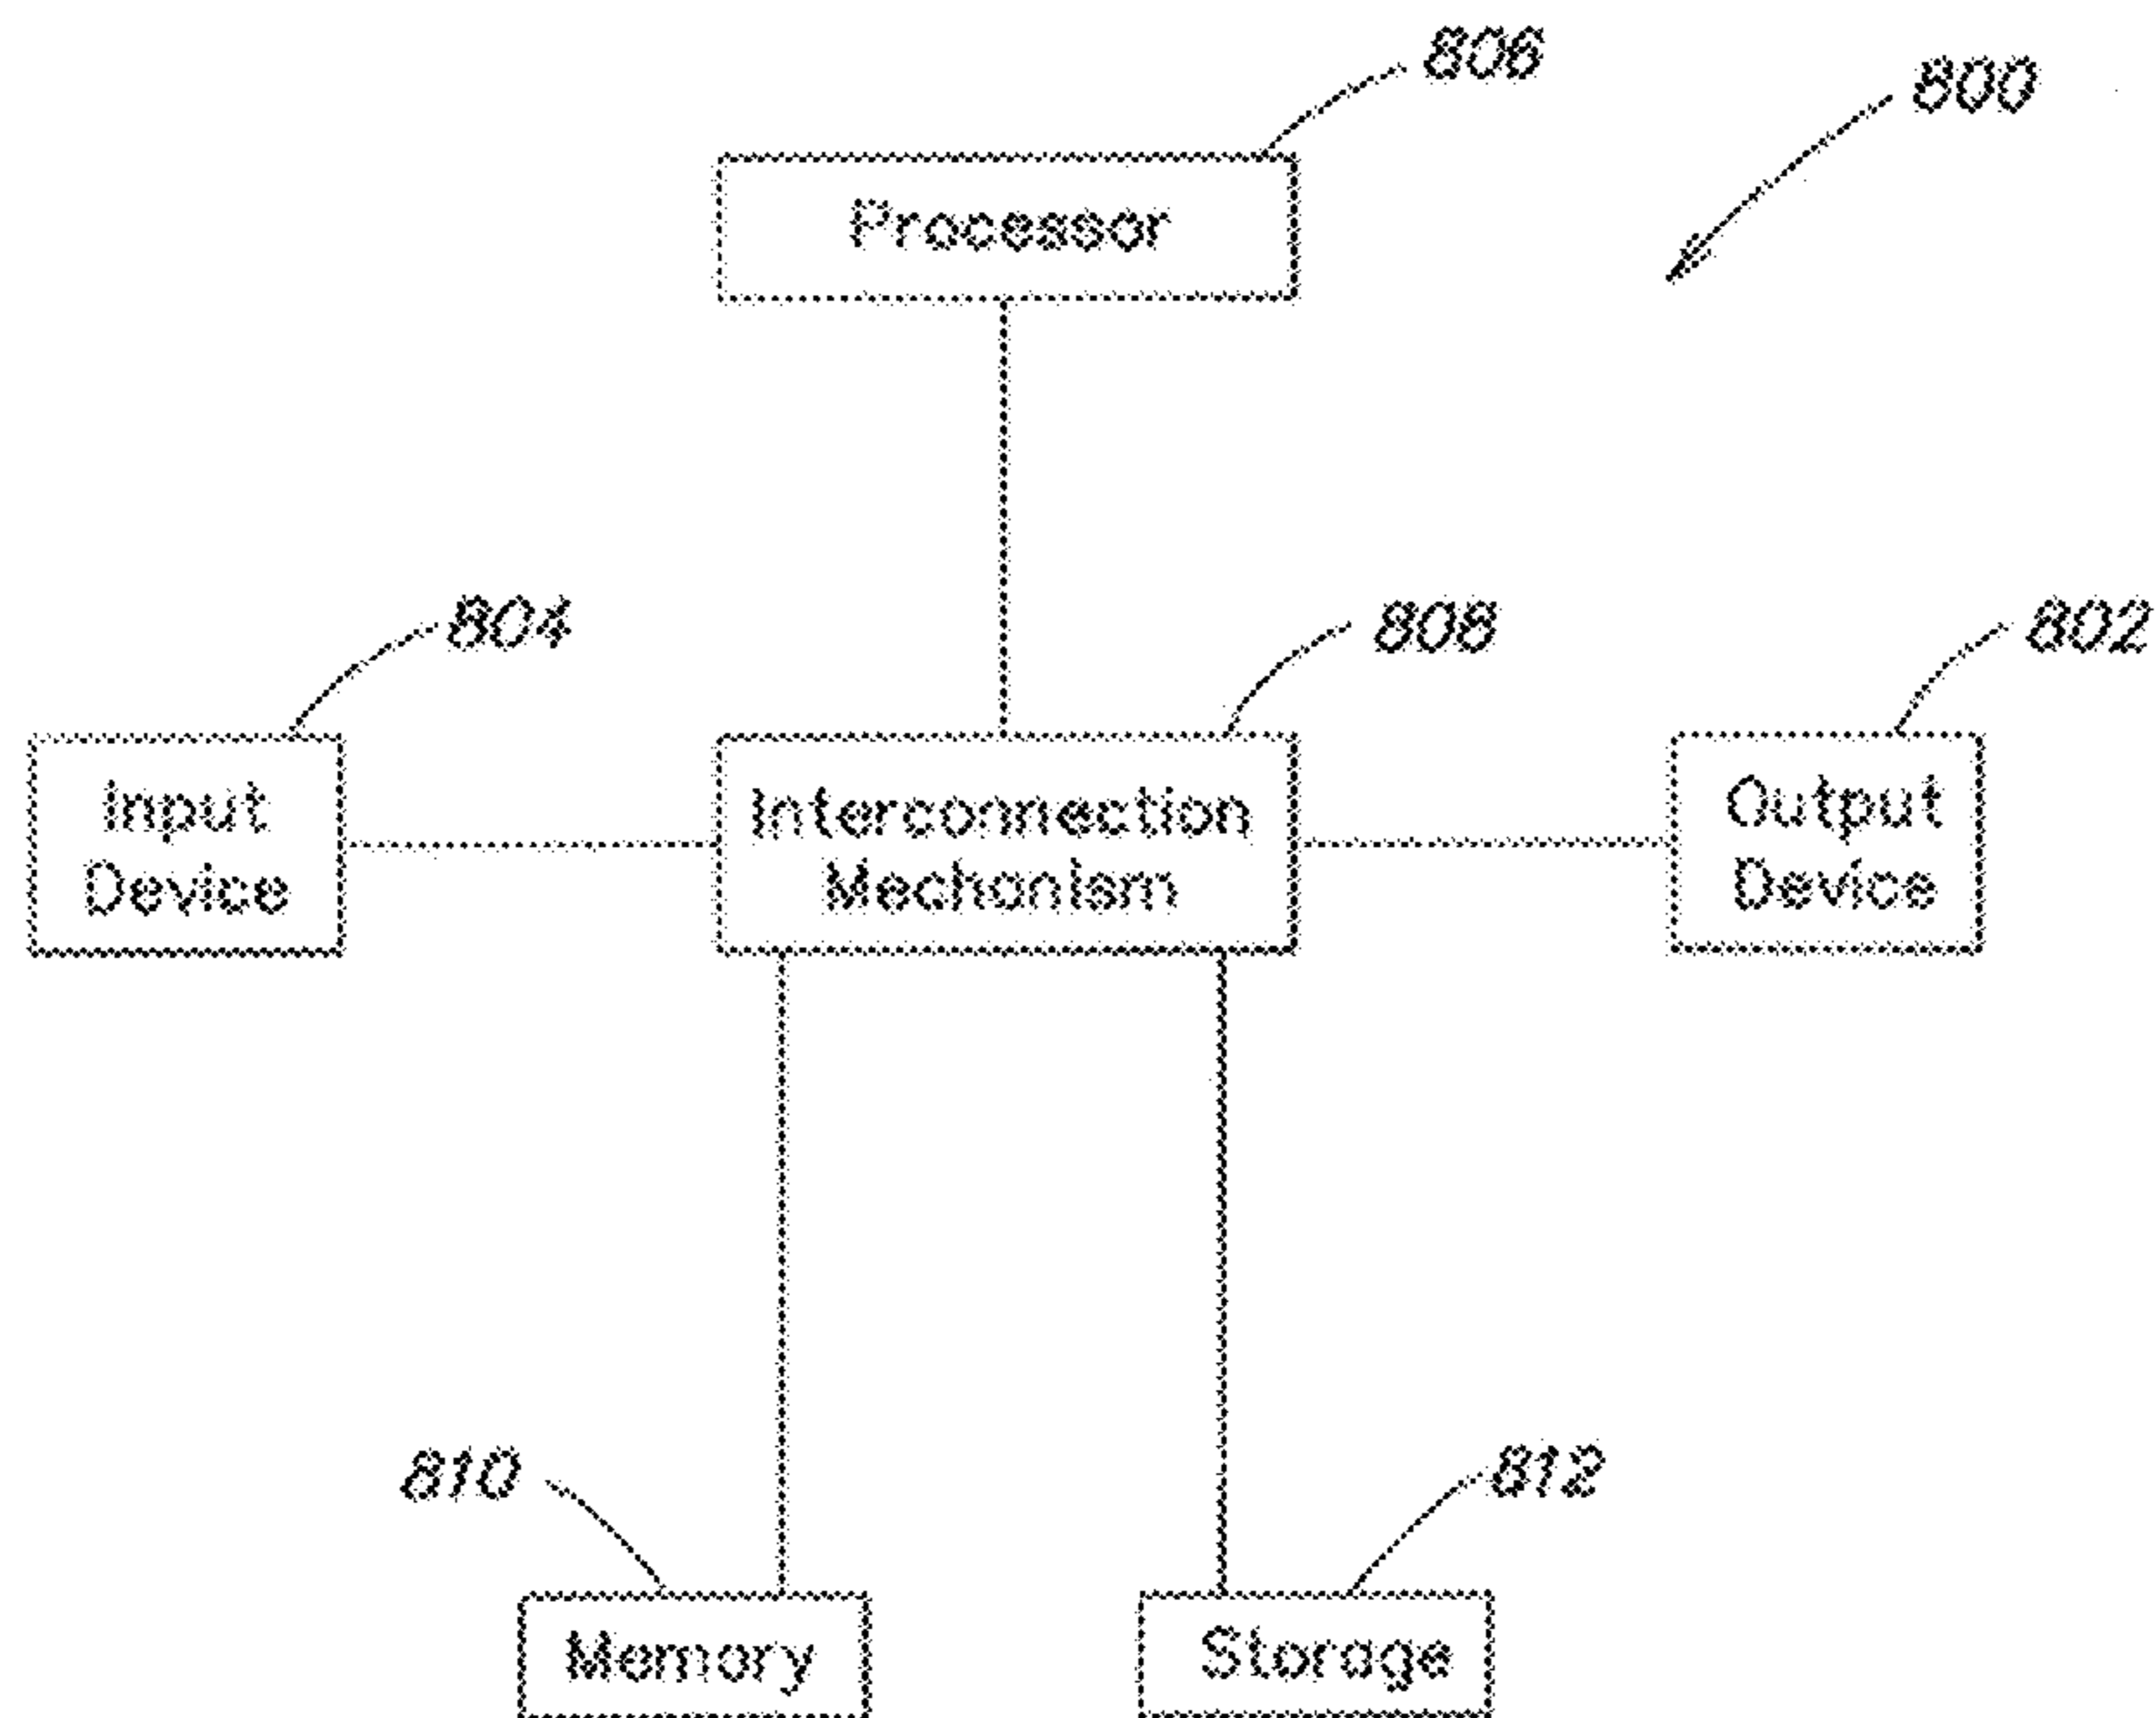 806
800
Processor
804
808
802
Input
Device
Interconnection
Mechanism
Output
Device
810
812
Memory
Storage